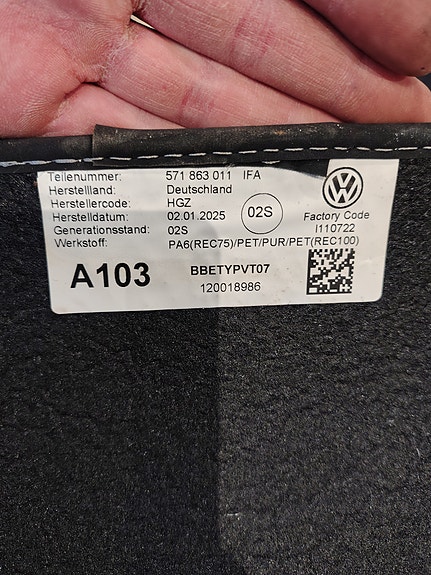 Teilenummer: 571 863 011 IFA
Herstellland: Deutschland
Herstellercode: HGZ
Herstelldatum: 02.01.2025
Generationsstand: 02S
Werkstoff: PA6(REC75)/PET/PUR/PET(REC100)
02S
Factory Code
I110722
A103
BBETYPVT07
120018986